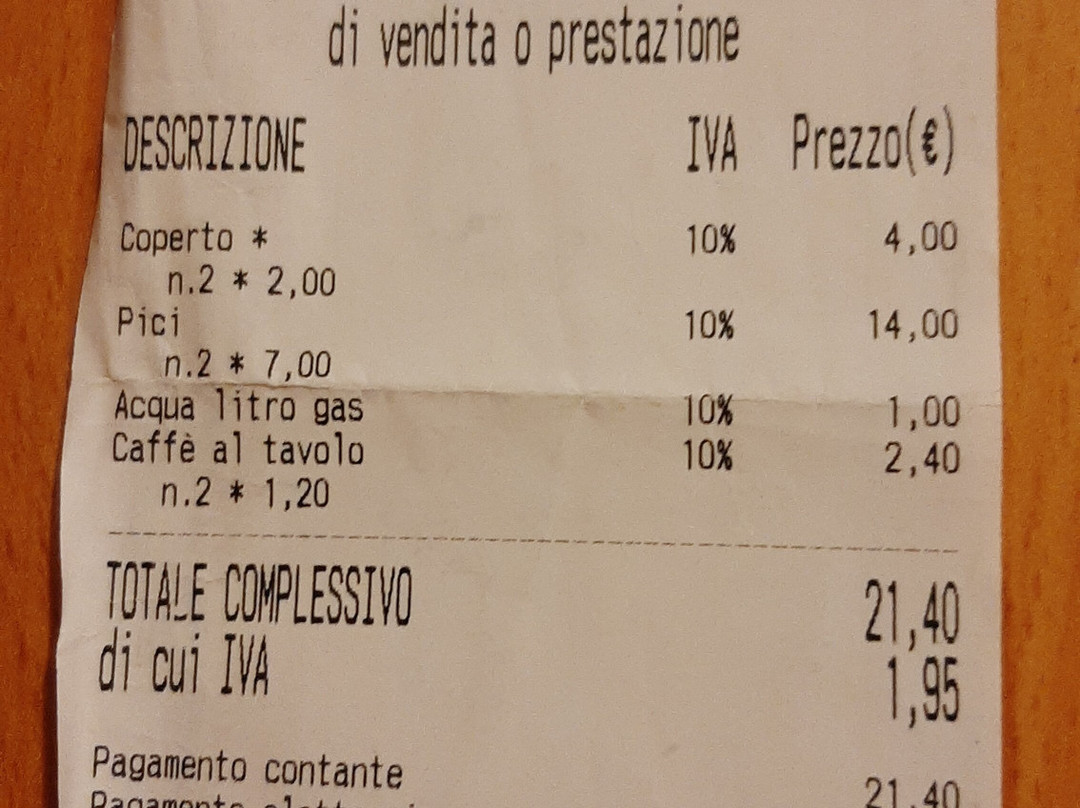 di vendita o prestazione
DESCRIZIONE IVA Prezzo(€)
Coperto * 10% 4,00
n.2 * 2,00
Pici 10% 14,00
n.2 * 7,00
Acqua litro gas 10% 1,00
Caffè al tavolo 10% 2,40
n.2 * 1,20
TOTALE COMPLESSIVO 21,40
di cui IVA 1,95
Pagamento contante 21,40
Pagamento